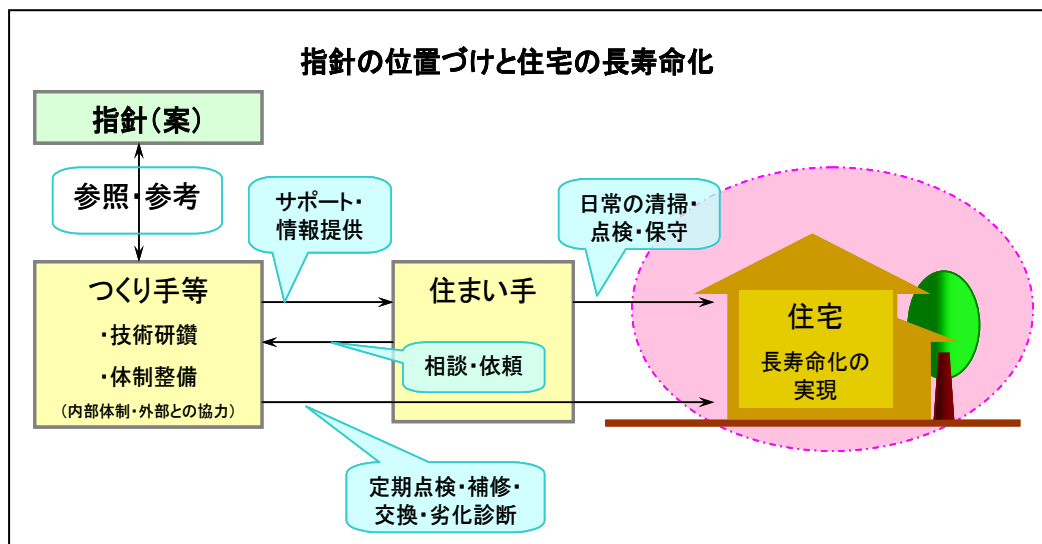 指針の位置づけと住宅の長寿命化
指針（案）
参照・参考
サポート・
情報提供
日常の清掃・
点検・保守
つくり手等
・技術研鑽
・体制整備
（内部体制・外部との協力）
住まい手
相談・依頼
住宅
長寿命化の
実現
定期点検・補修・
交換・劣化診断